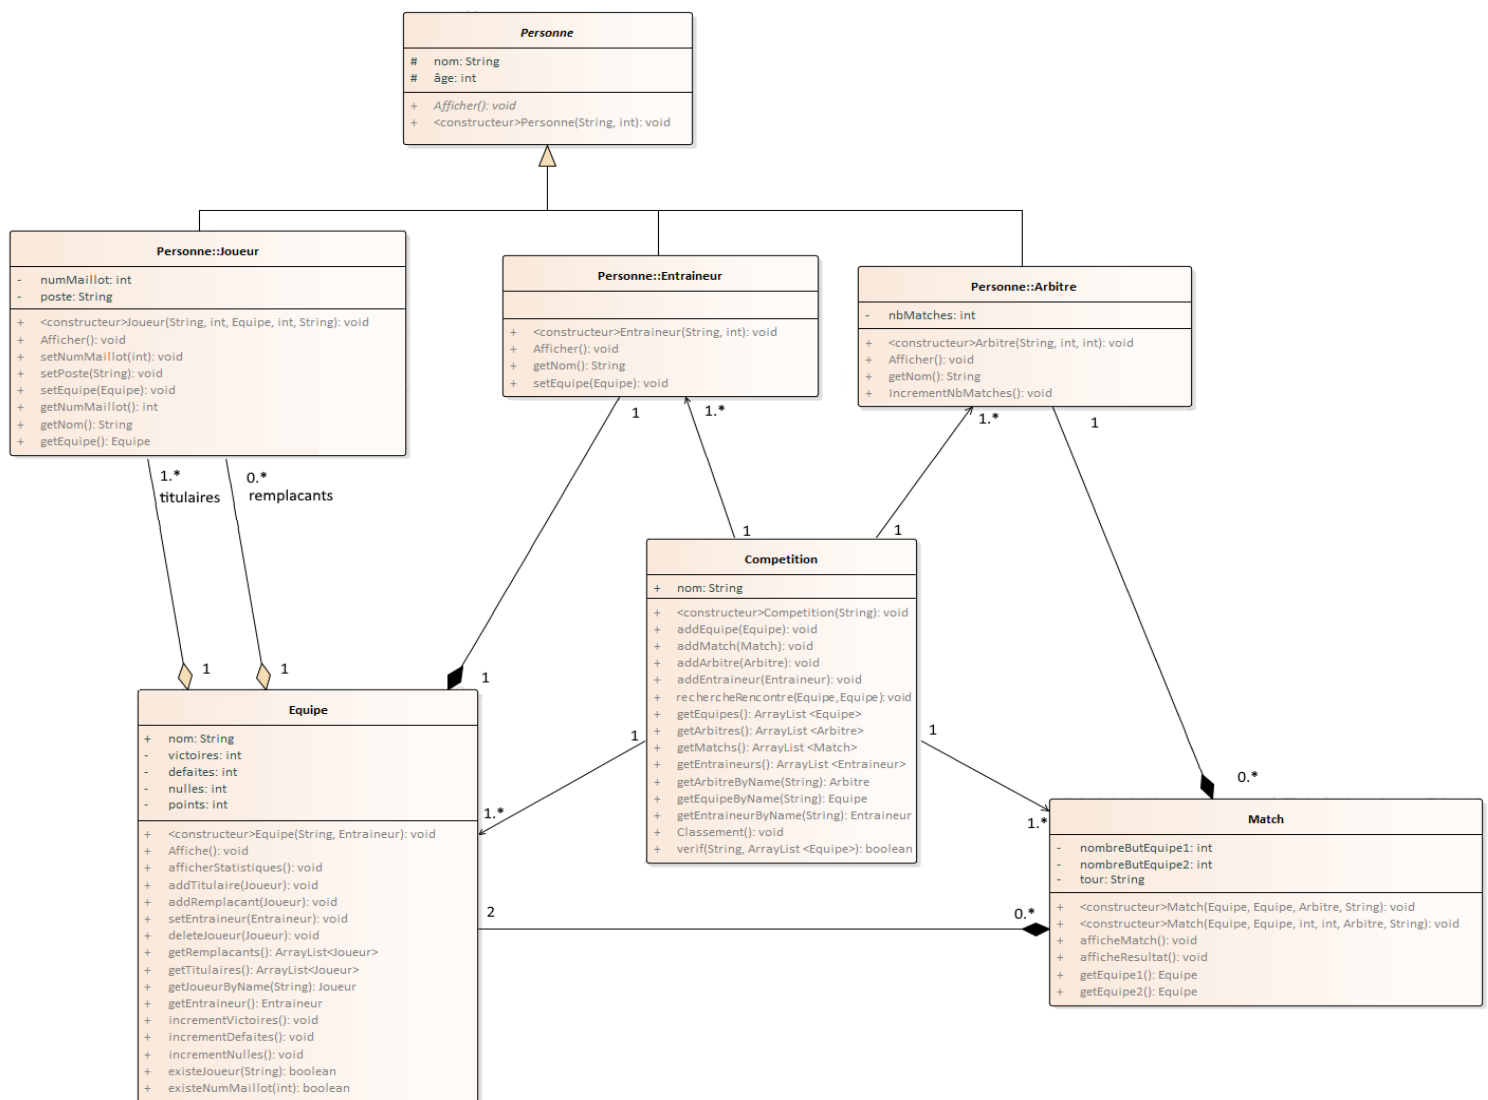 Personne
# nom: String
# âge: int
+ Afficher(): void
+ <constructeur>Personne(String, int): void
Personne::Joueur
- numMaillot: int
- poste: String
+ <constructeur>Joueur(String, int, Equipe, int, String): void
+ Afficher(): void
+ setNumMaillot(int): void
+ setPoste(String): void
+ setEquipe(Equipe): void
+ getNumMaillot(): int
+ getNom(): String
+ getEquipe(): Equipe
Personne::Entraineur
+ <constructeur>Entraineur(String, int): void
+ Afficher(): void
+ getNom(): String
+ setEquipe(Equipe): void
Personne::Arbitre
- nbMatches: int
+ <constructeur>Arbitre(String, int, int): void
+ Afficher(): void
+ getNom(): String
+ IncrementNbMatches(): void
1.*
titulaires
0.*
remplacants
1
1.*
1.*
1
1
1
1
1
1
Competition
+ nom: String
+ <constructeur>Competition(String): void
+ addEquipe(Equipe): void
+ addMatch(Match): void
+ addArbitre(Arbitre): void
+ addEntraineur(Entraineur): void
+ rechercheRencontre(Equipe,Equipe): void
+ getEquipes(): ArrayList <Equipe>
+ getArbitres(): ArrayList <Arbitre>
+ getMatchs(): ArrayList <Match>
+ getEntraineurs(): ArrayList <Entraineur>
+ getArbitreByName(String): Arbitre
+ getEquipeByName(String): Equipe
+ getEntraineurByName(String): Entraineur
+ Classement(): void
+ verif(String, ArrayList <Equipe>): boolean
1
1
1.*
1.*
0.*
2
0.*
Equipe
+ nom: String
- victoires: int
- defaites: int
- nulles: int
- points: int
+ <constructeur>Equipe(String, Entraineur): void
+ Affiche(): void
+ afficherStatistiques(): void
+ addTitulaire(Joueur): void
+ addRemplacant(Joueur): void
+ setEntraineur(Entraineur): void
+ deleteJoueur(Joueur): void
+ getRemplacants(): ArrayList<Joueur>
+ getTitulaires(): ArrayList<Joueur>
+ getJoueurByName(String): Joueur
+ getEntraineur(): Entraineur
+ incrementVictoires(): void
+ incrementDefaites(): void
+ incrementNulles(): void
+ existeJoueur(String): boolean
+ existeNumMaillot(int): boolean
Match
- nombreButEquipe1: int
- nombreButEquipe2: int
- tour: String
+ <constructeur>Match(Equipe, Equipe, Arbitre, String): void
+ <constructeur>Match(Equipe, Equipe, int, int, Arbitre, String): void
+ afficheMatch(): void
+ afficheResultat(): void
+ getEquipe1(): Equipe
+ getEquipe2(): Equipe